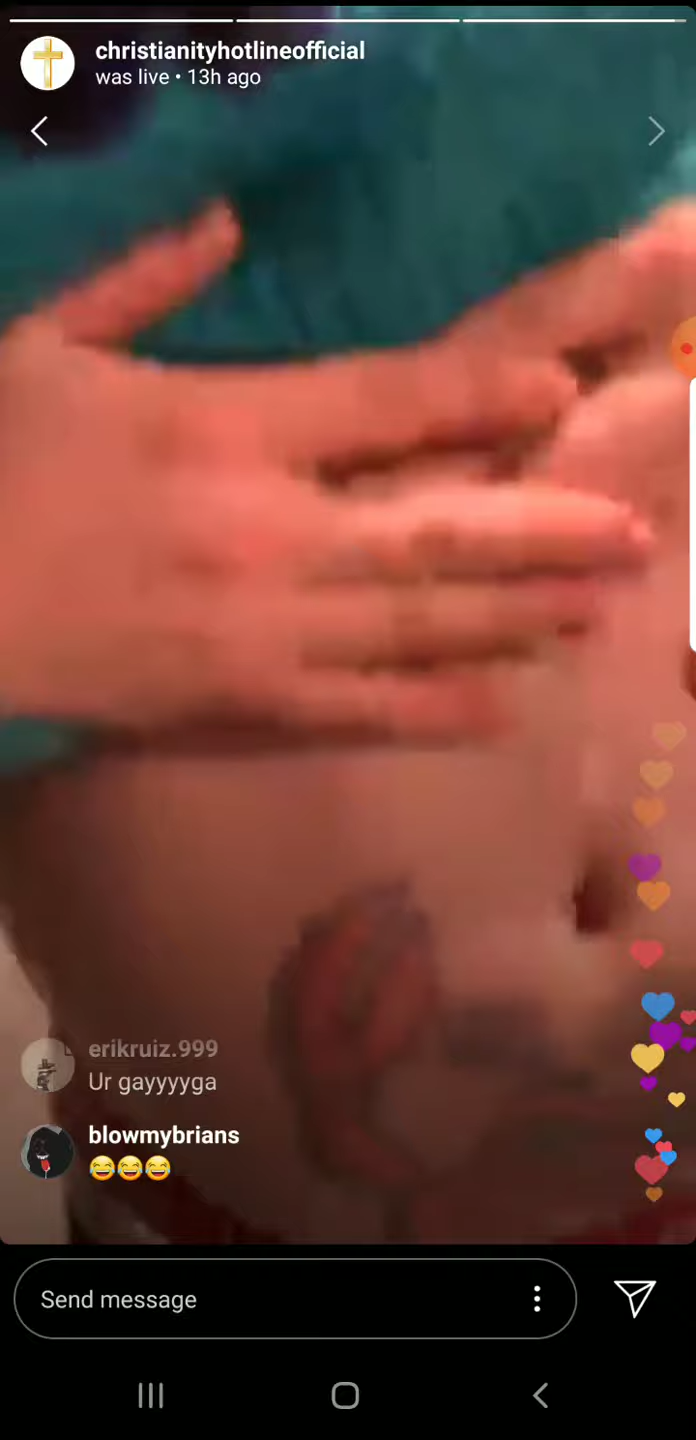 christianityhotlineofficial
was live • 13h ago
erikruiz.999
Ur gayyyyga
blowmybrians
😂😂😂
Send message